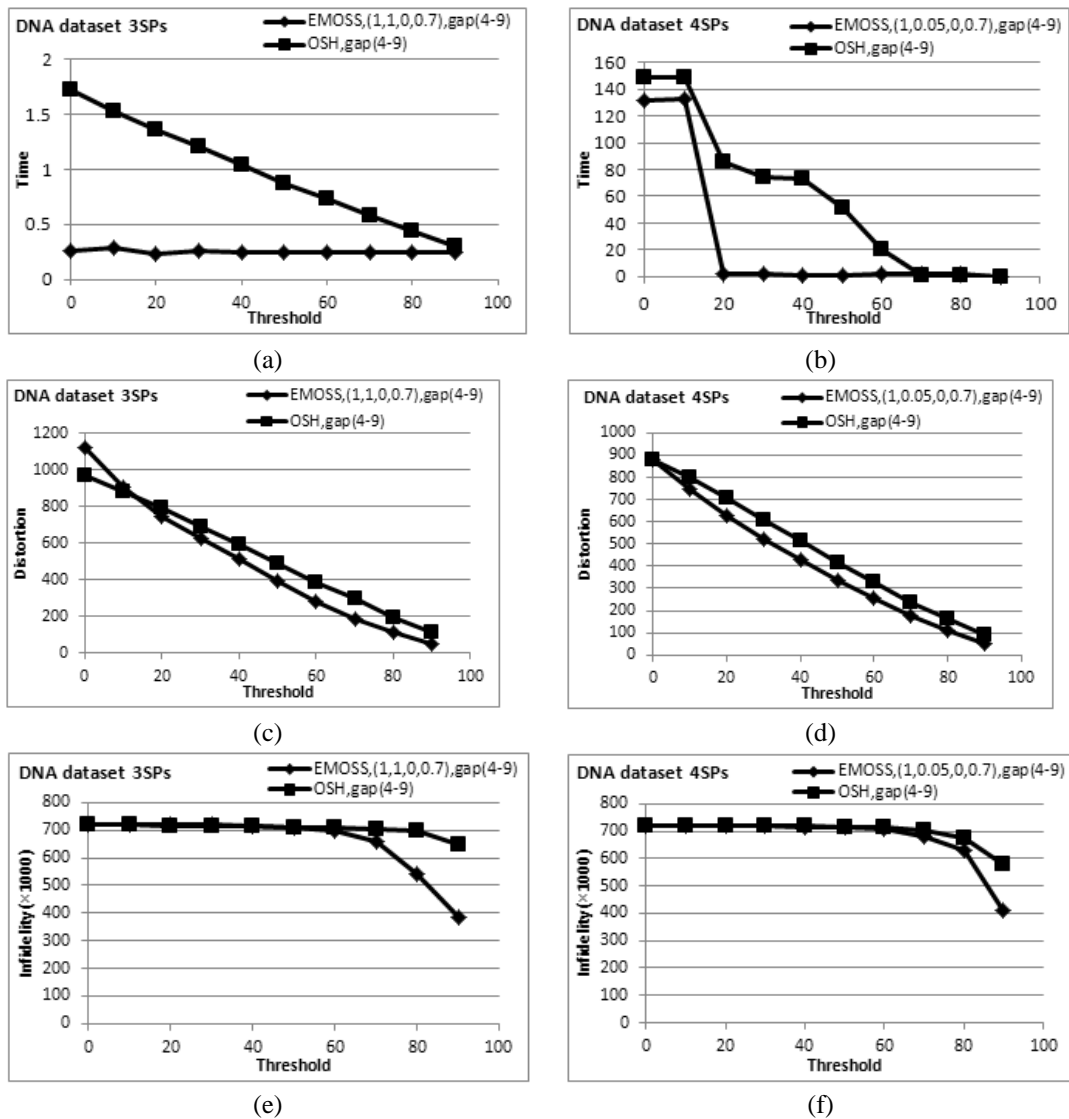 DNA dataset 3SPs
EMOSS,(1,1,0,0.7),gap(4-9)
OSH,gap(4-9)
2
1.5
1
0.5
0
Time
0 20 40 60 80 100
Threshold
(a)
DNA dataset 4SPs
EMOSS,(1,0.05,0,0.7),gap(4-9)
OSH,gap(4-9)
160
140
120
100
80
60
40
20
0
Time
0 20 40 60 80 100
Threshold
(b)
DNA dataset 3SPs
EMOSS,(1,1,0,0.7),gap(4-9)
OSH,gap(4-9)
1200
1000
800
600
400
200
0
Distortion
0 20 40 60 80 100
Threshold
(c)
DNA dataset 4SPs
EMOSS,(1,0.05,0,0.7),gap(4-9)
OSH,gap(4-9)
1000
900
800
700
600
500
400
300
200
100
0
Distortion
0 20 40 60 80 100
Threshold
(d)
DNA dataset 3SPs
EMOSS,(1,1,0,0.7),gap(4-9)
OSH,gap(4-9)
800
700
600
500
400
300
200
100
0
Infidelity(×1000)
0 20 40 60 80 100
Threshold
(e)
DNA dataset 4SPs
EMOSS,(1,0.05,0,0.7),gap(4-9)
OSH,gap(4-9)
800
700
600
500
400
300
200
100
0
Infidelity(×1000)
0 20 40 60 80 100
Threshold
(f)